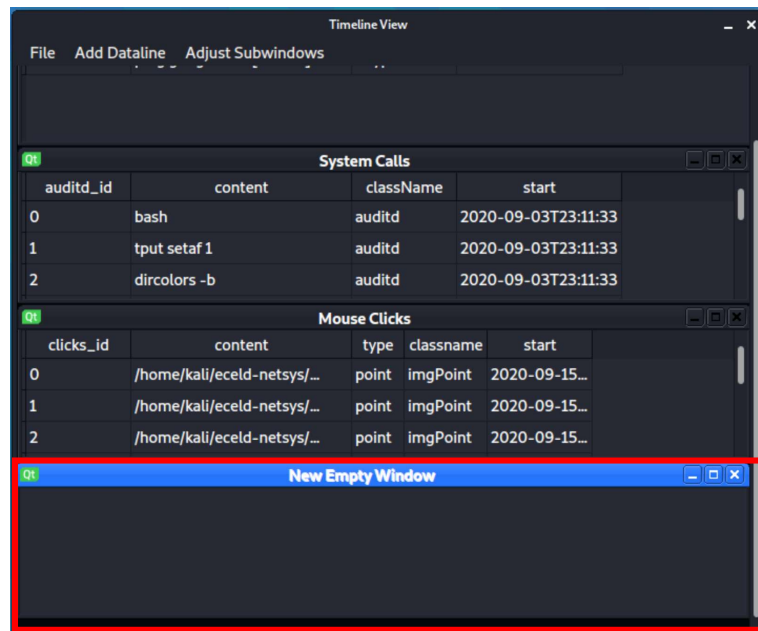 Timeline View
File Add Dataline Adjust Subwindows
Qt System Calls
auditd_id content className start
0 bash auditd 2020-09-03T23:11:33
1 tput setaf 1 auditd 2020-09-03T23:11:33
2 dircolors -b auditd 2020-09-03T23:11:33
Qt Mouse Clicks
clicks_id content type classname start
0 /home/kali/eceld-netsys/... point imgPoint 2020-09-15...
1 /home/kali/eceld-netsys/... point imgPoint 2020-09-15...
2 /home/kali/eceld-netsys/... point imgPoint 2020-09-15...
Qt New Empty Window